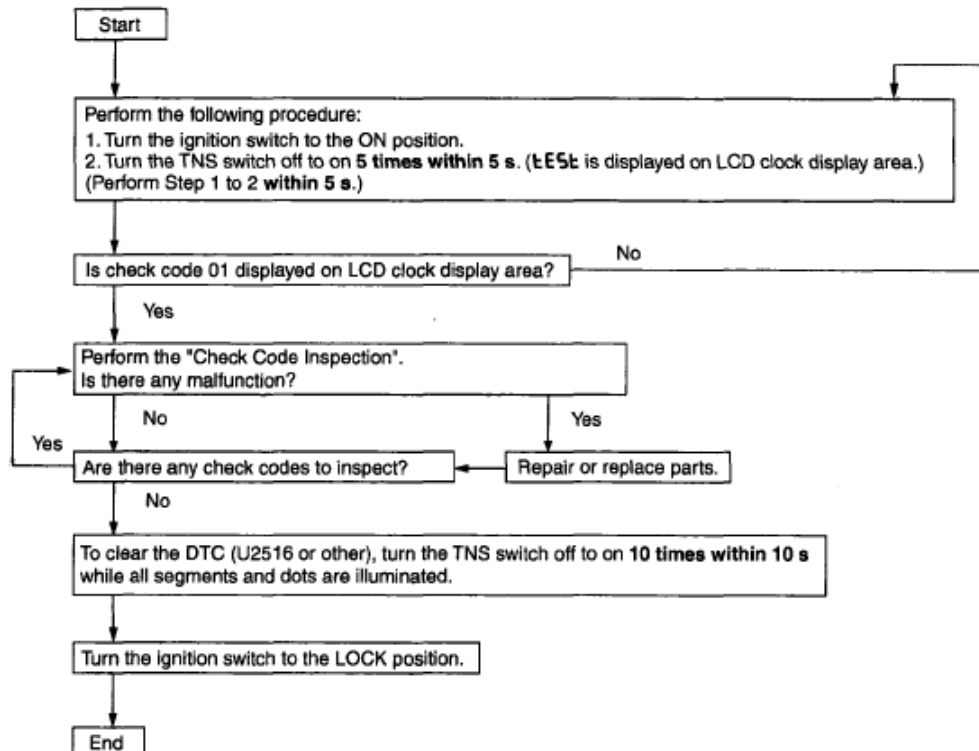 Start
Perform the following procedure:
1. Turn the ignition switch to the ON position.
2. Turn the TNS switch off to on 5 times within 5 s. (tESt is displayed on LCD clock display area.)
(Perform Step 1 to 2 within 5 s.)
Is check code 01 displayed on LCD clock display area?
No
Yes
Perform the "Check Code Inspection".
Is there any malfunction?
No
Yes
Yes
Are there any check codes to inspect?
Repair or replace parts.
No
To clear the DTC (U2516 or other), turn the TNS switch off to on 10 times within 10 s
while all segments and dots are illuminated.
Turn the ignition switch to the LOCK position.
End